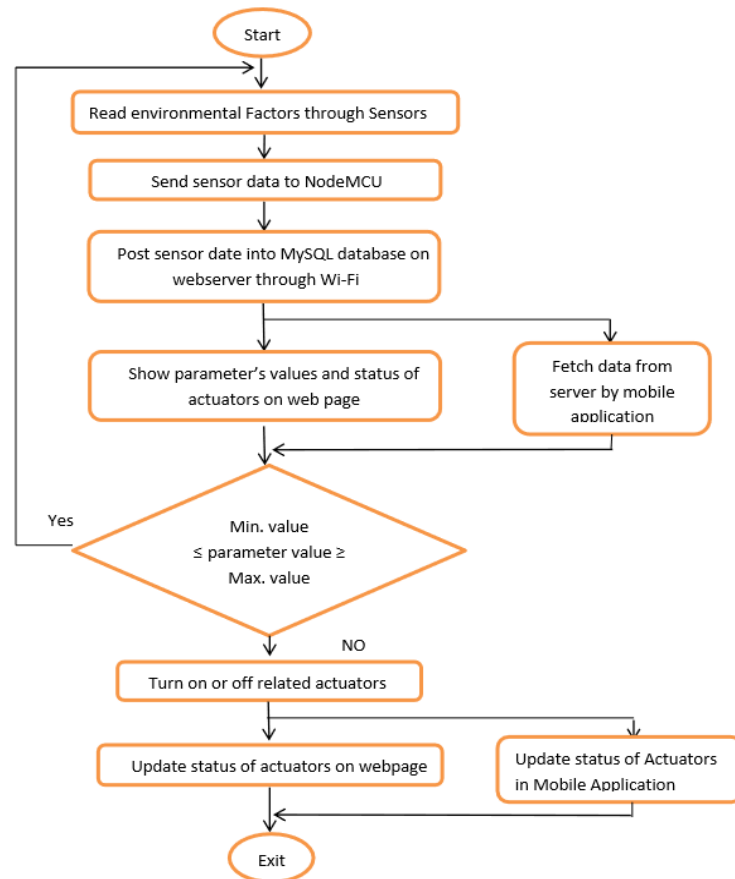 Start
Read environmental Factors through Sensors
Send sensor data to NodeMCU
Post sensor date into MySQL database on
webserver through Wi-Fi
Show parameter's values and status of
actuators on web page
Fetch data from
server by mobile
application
Yes
Min. value
≤ parameter value ≥
Max. value
NO
Turn on or off related actuators
Update status of actuators on webpage
Update status of Actuators
in Mobile Application
Exit